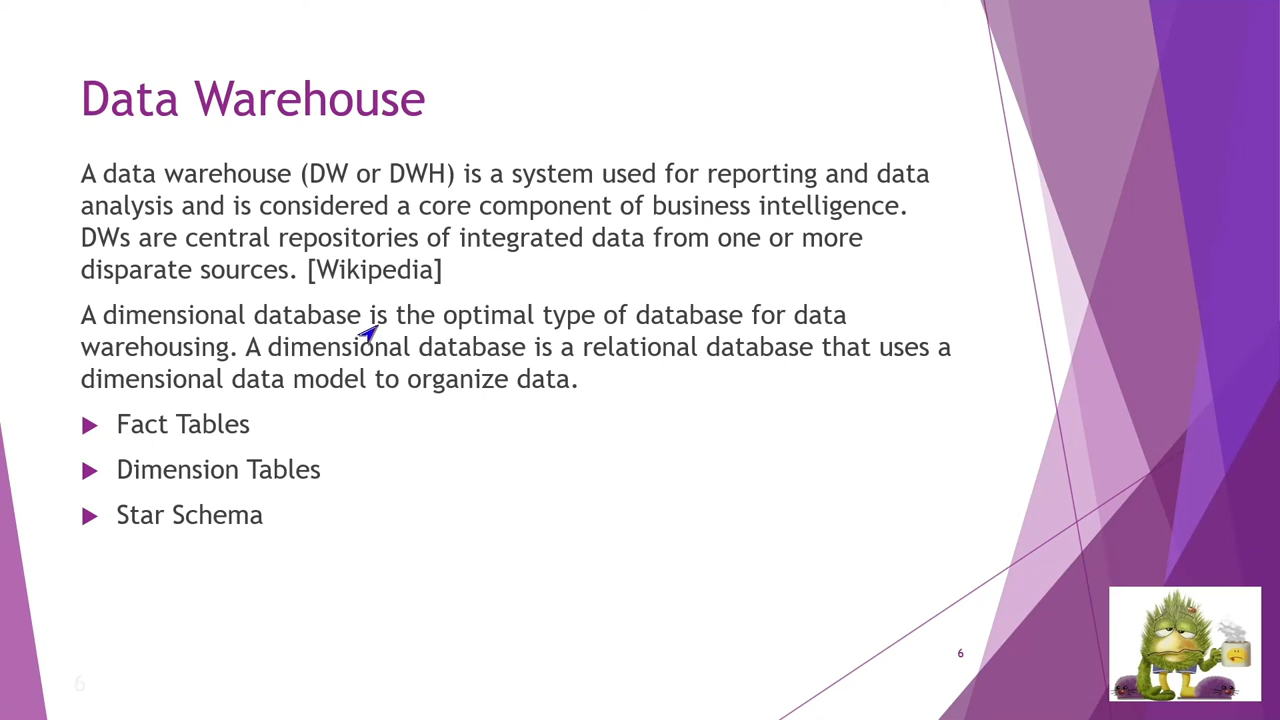 Data Warehouse
A data warehouse (DW or DWH) is a system used for reporting and data
analysis and is considered a core component of business intelligence.
DWs are central repositories of integrated data from one or more
disparate sources. [Wikipedia]
A dimensional database is the optimal type of database for data
warehousing. A dimensional database is a relational database that uses a
dimensional data model to organize data.
Fact Tables
Dimension Tables
Star Schema
6
6